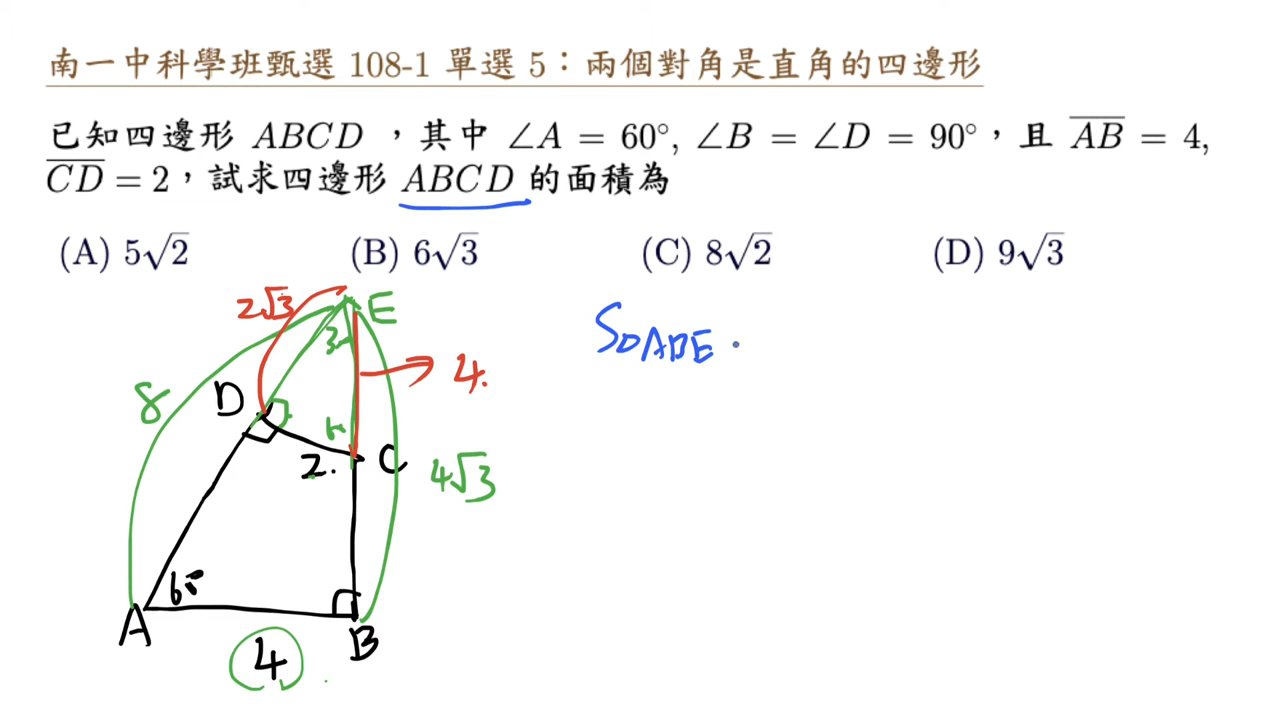 南一中科學班甄選 108-1 單選 5：兩個對角是直角的四邊形
已知四邊形 ABCD ，其中 ∠A = 60°, ∠B = ∠D = 90°，且 \overline{AB} = 4,
\overline{CD} = 2，試求四邊形 ABCD 的面積為
(A) 5√2 (B) 6√3 (C) 8√2 (D) 9√3
2√3 E
S△ABE
4.
8 D
2. C 4√3
60°
A B
4